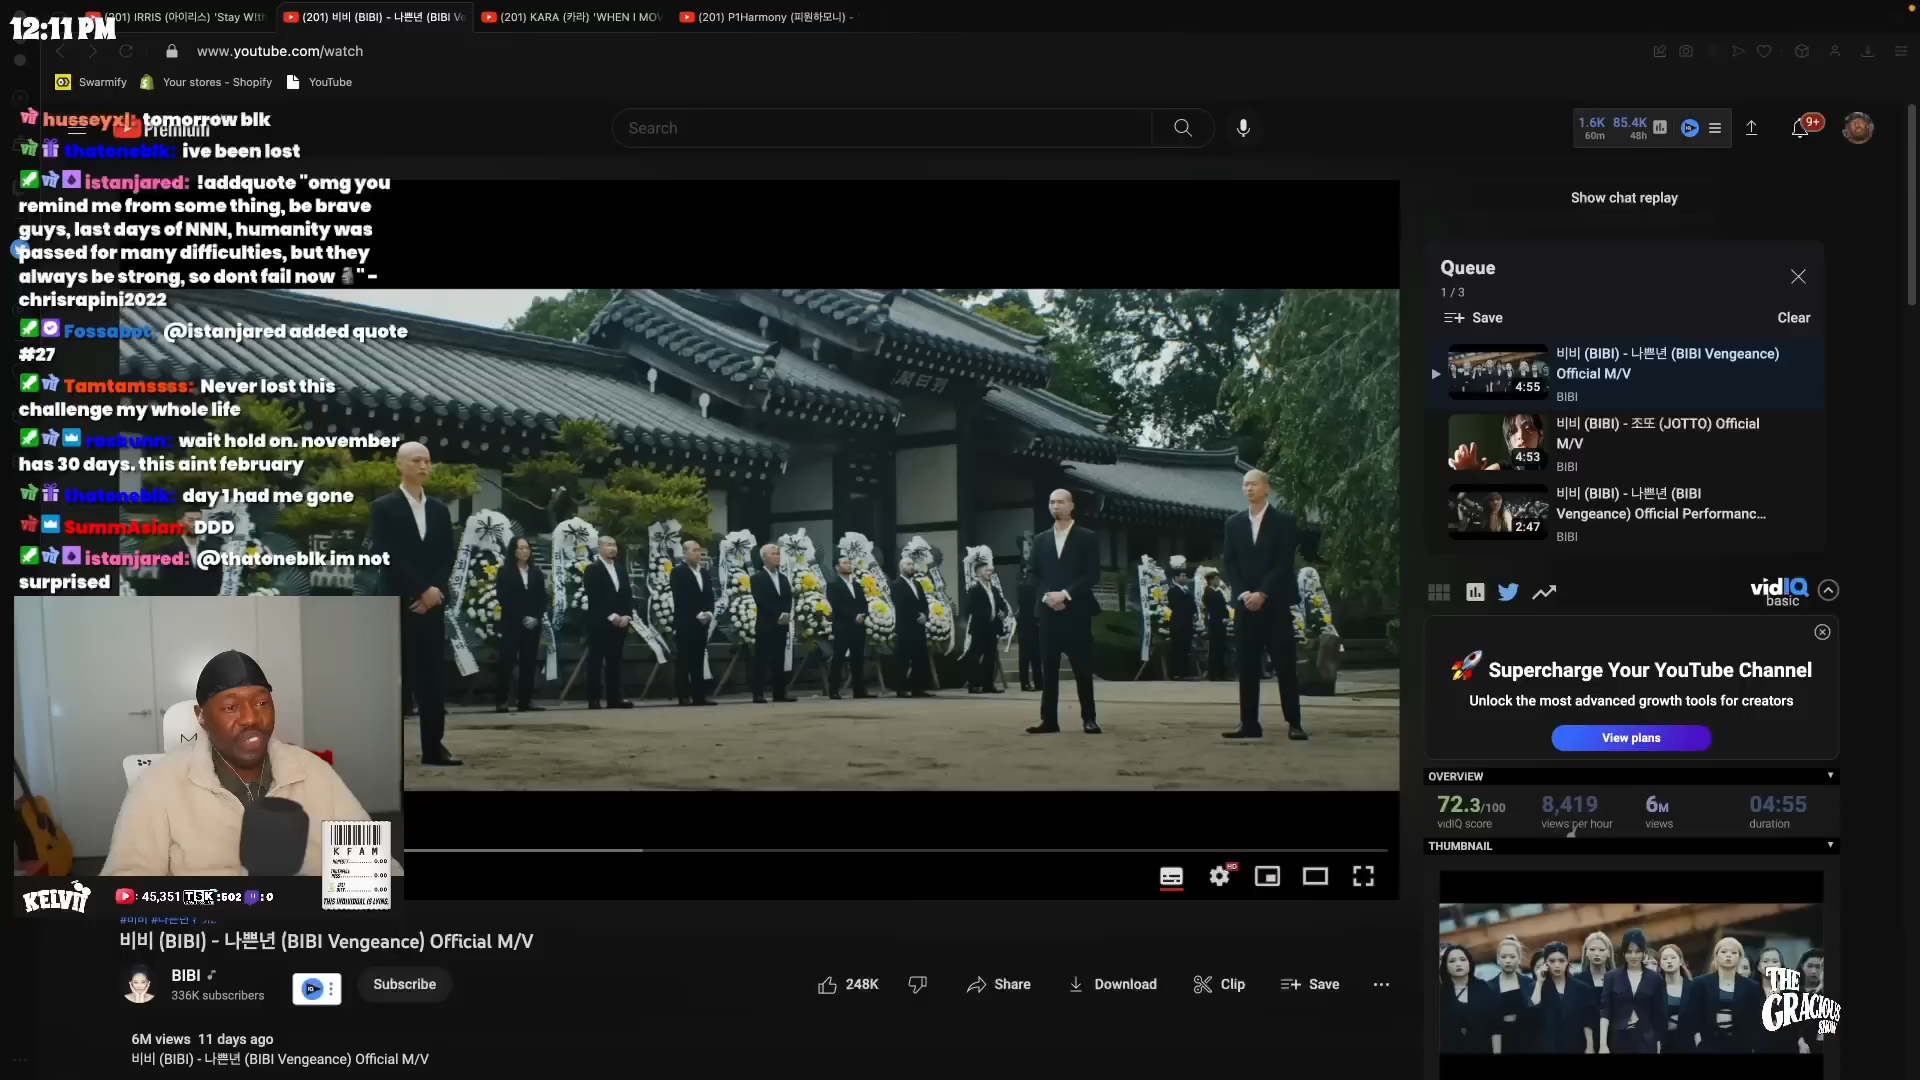 12:11 PM
(201) IRRIS (아이리스) 'Stay W!th
(201) 비비 (BIBI) - 나쁜년 (BIBI Ve
(201) KARA (카라) 'WHEN I MOV
(201) P1Harmony (피원하모니) - '
www.youtube.com/watch
Swarmify
Your stores - Shopify
YouTube
Premium
Search
1.6K 85.4K
60m 48h
9+
husseyxl: tomorrow blk
thatoneblk: ive been lost
istanjared: !addquote "omg you
remind me from some thing, be brave
guys, last days of NNN, humanity was
passed for many difficulties, but they
always be strong, so dont fail now 🗿" -
chrisrapini2022
Fossabot: @istanjared added quote
#27
Tamtamssss: Never lost this
challenge my whole life
raskunn: wait hold on. november
has 30 days. this aint february
thatoneblk: day 1 had me gone
SummAsian: DDD
istanjared: @thatoneblk im not
surprised
Show chat replay
Queue
1 / 3
Save
Clear
비비 (BIBI) - 나쁜년 (BIBI Vengeance)
Official M/V
BIBI
4:55
비비 (BIBI) - 조또 (JOTTO) Official
M/V
BIBI
4:53
비비 (BIBI) - 나쁜년 (BIBI
Vengeance) Official Performanc...
BIBI
2:47
vidIQ
basic
Supercharge Your YouTube Channel
Unlock the most advanced growth tools for creators
View plans
OVERVIEW
72.3/100
vidIQ score
8,419
views per hour
6M
views
04:55
duration
THUMBNAIL
THE
GRACIOUS
SHOW
KFAM
THIS INDIVIDUAL IS LIVING.
KELVIT
: 45,351 TSK :502 : 0
HD
비비 (BIBI) - 나쁜년 (BIBI Vengeance) Official M/V
BIBI
336K subscribers
Subscribe
248K
Share
Download
Clip
Save
6M views 11 days ago
비비 (BIBI) - 나쁜년 (BIBI Vengeance) Official M/V